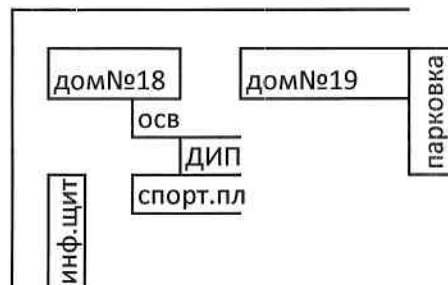 дом№18
дом№19
парковка
осв
ДИП
спорт.пл
инф.щит